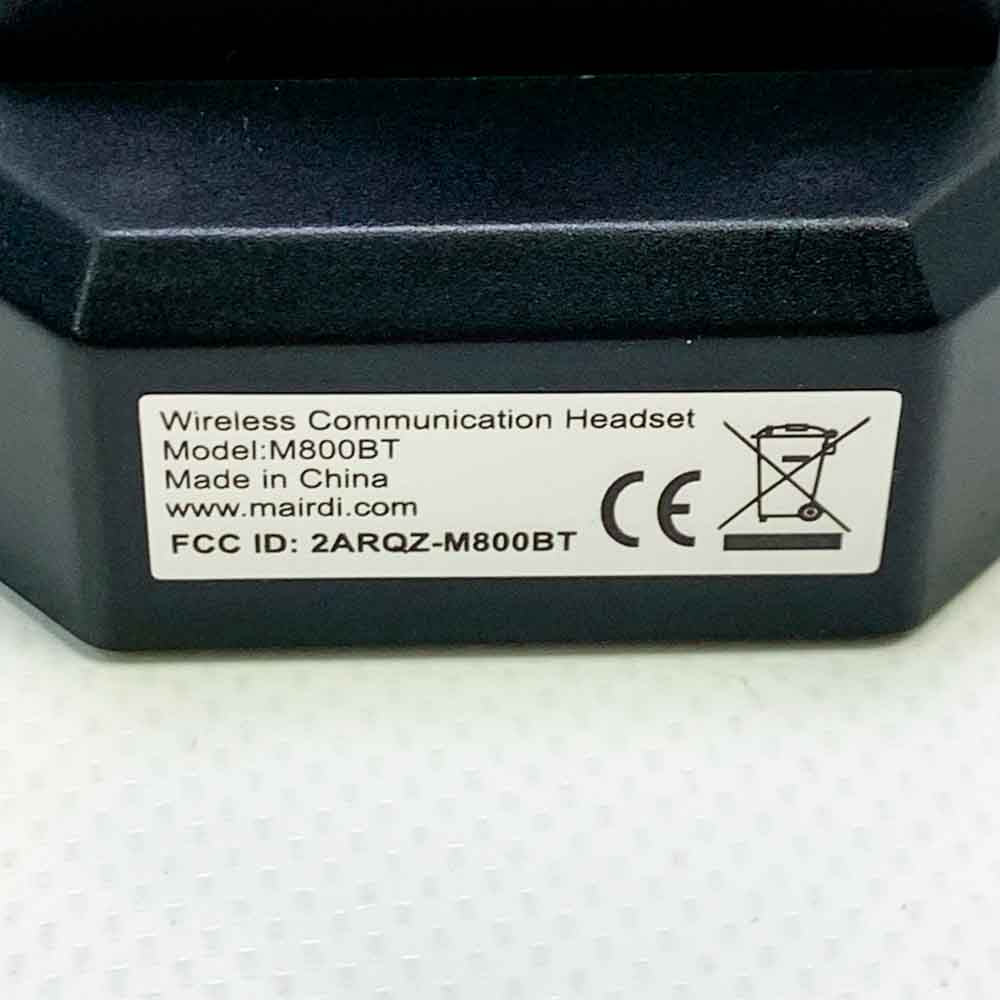 Wireless Communication Headset
Model:M800BT
Made in China
www.mairdi.com
FCC ID: 2ARQZ-M800BT
CE